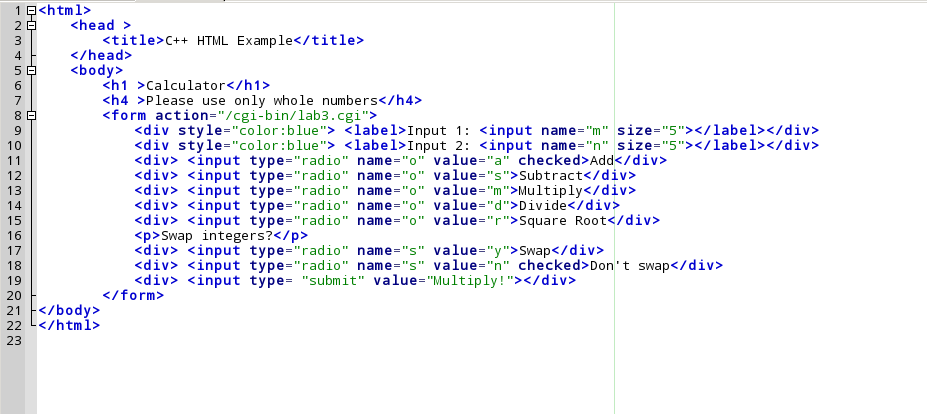 1 <html>
2 <head >
3 <title>C++ HTML Example</title>
4 </head>
5 <body>
6 <h1 >Calculator</h1>
7 <h4 >Please use only whole numbers</h4>
8 <form action="/cgi-bin/lab3.cgi">
9 <div style="color:blue"> <label>Input 1: <input name="m" size="5"></label></div>
10 <div style="color:blue"> <label>Input 2: <input name="n" size="5"></label></div>
11 <div> <input type="radio" name="o" value="a" checked>Add</div>
12 <div> <input type="radio" name="o" value="s">Subtract</div>
13 <div> <input type="radio" name="o" value="m">Multiply</div>
14 <div> <input type="radio" name="o" value="d">Divide</div>
15 <div> <input type="radio" name="o" value="r">Square Root</div>
16 <p>Swap integers?</p>
17 <div> <input type="radio" name="s" value="y">Swap</div>
18 <div> <input type="radio" name="s" value="n" checked>Don't swap</div>
19 <div> <input type= "submit" value="Multiply!"></div>
20 </form>
21 </body>
22 </html>
23